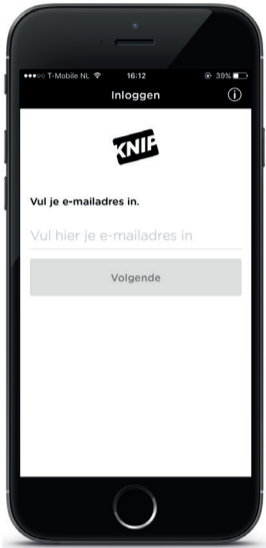 T-Mobile NL 16:12 39%
Inloggen
KNIP
Vul je e-mailadres in.
Vul hier je e-mailadres in
Volgende